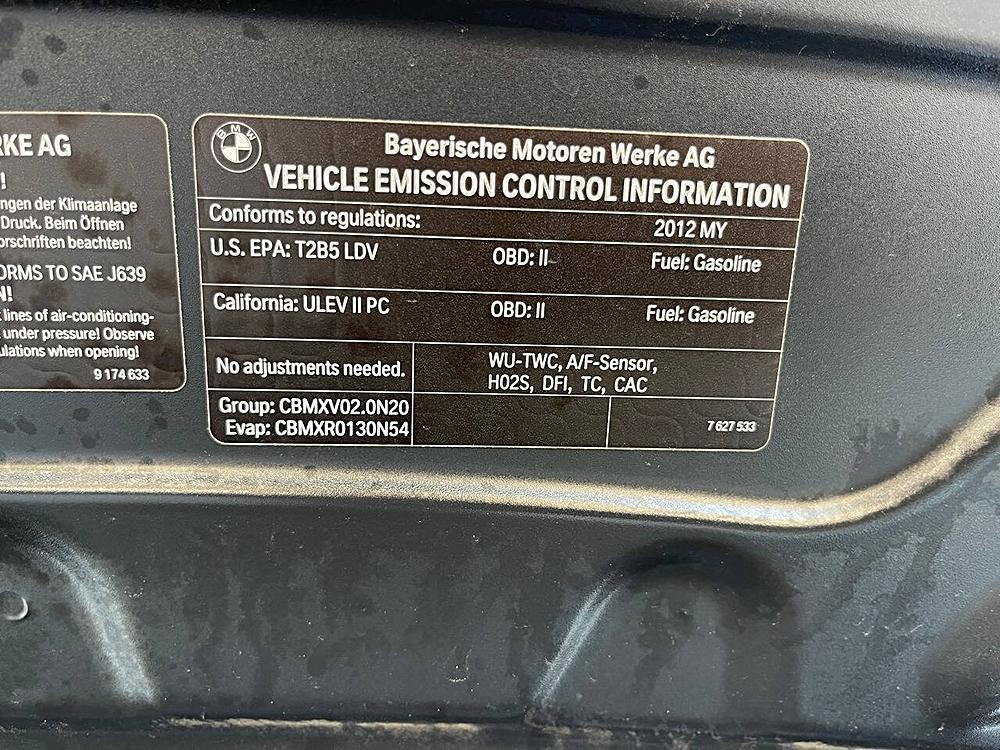 RKE AG
!
ngen der Klimaanlage
Druck. Beim Öffnen
orschriften beachten!
ORMS TO SAE J639
N!
lines of air-conditioning-
under pressure! Observe
ulations when opening!
9 174 633
BMW
Bayerische Motoren Werke AG
VEHICLE EMISSION CONTROL INFORMATION
Conforms to regulations: 2012 MY
U.S. EPA: T2B5 LDV OBD: II Fuel: Gasoline
California: ULEV II PC OBD: II Fuel: Gasoline
No adjustments needed.
WU-TWC, A/F-Sensor,
H02S, DFI, TC, CAC
Group: CBMXV02.0N20
Evap: CBMXR0130N54
7 627 533